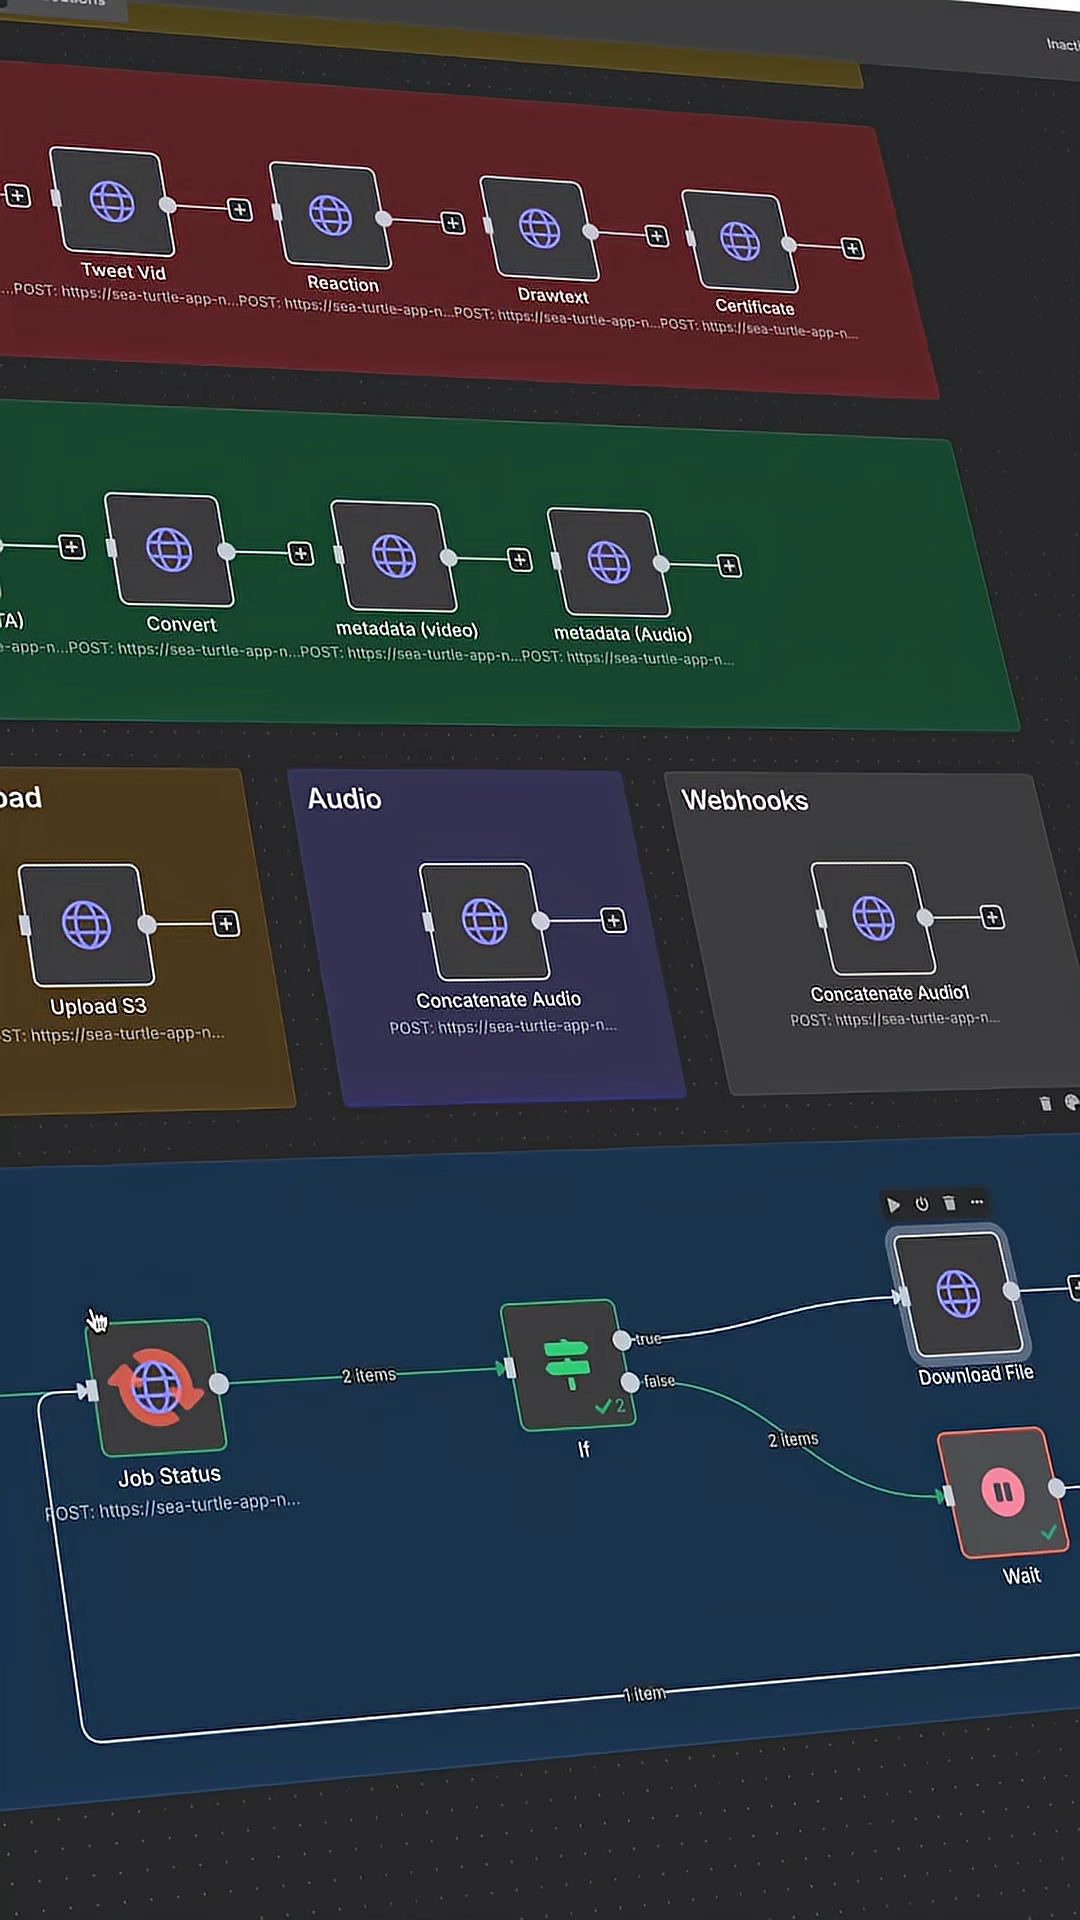 Tweet Vid
Reaction
Drawtext
Certificate
...POST: https://sea-turtle-app-n...POST: https://sea-turtle-app-n...POST: https://sea-turtle-app-n...POST: https://sea-turtle-app-n...
TA)
Convert
metadata (video)
metadata (Audio)
e-app-n...POST: https://sea-turtle-app-n...POST: https://sea-turtle-app-n...POST: https://sea-turtle-app-n...
oad
Audio
Webhooks
Upload S3
Concatenate Audio
Concatenate Audio1
ST: https://sea-turtle-app-n...
POST: https://sea-turtle-app-n...
POST: https://sea-turtle-app-n...
true
false
2 items
2
Download File
If
2 items
Job Status
POST: https://sea-turtle-app-n...
Wait
1 item